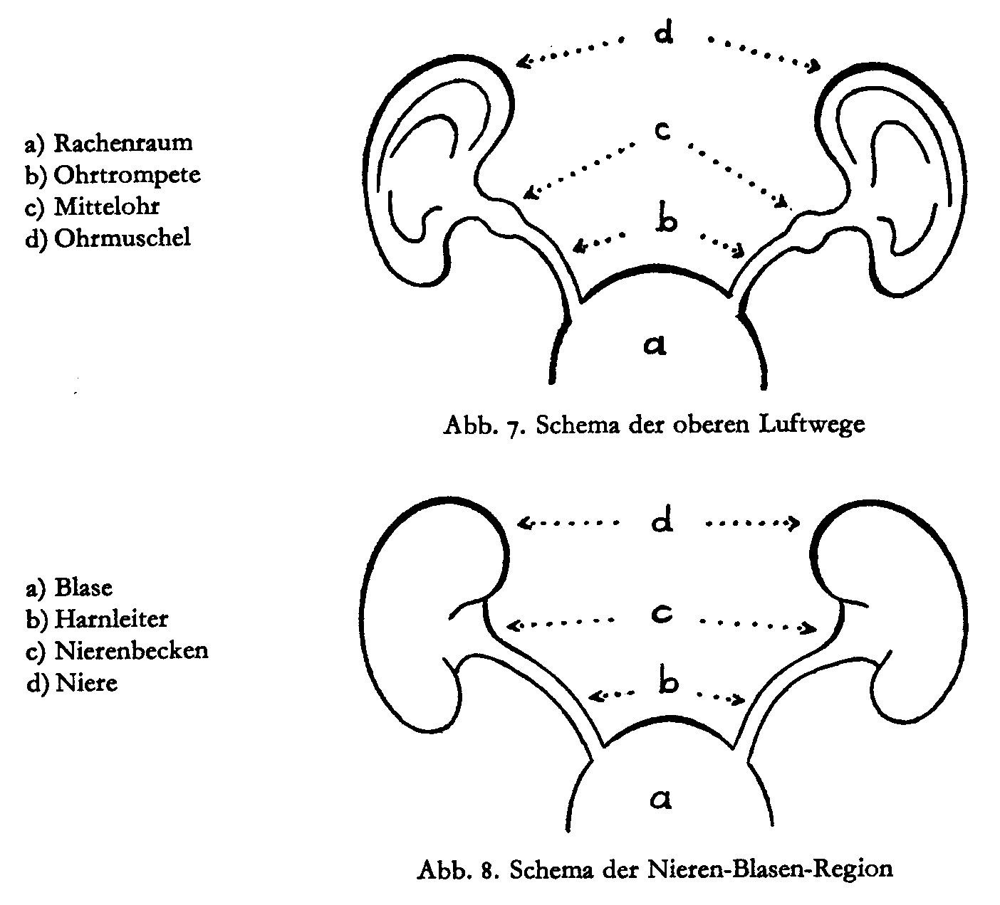 d
c
b
a
a) Rachenraum
b) Ohrtrompete
c) Mittelohr
d) Ohrmuschel
Abb. 7. Schema der oberen Luftwege
d
c
b
a
a) Blase
b) Harnleiter
c) Nierenbecken
d) Niere
Abb. 8. Schema der Nieren-Blasen-Region